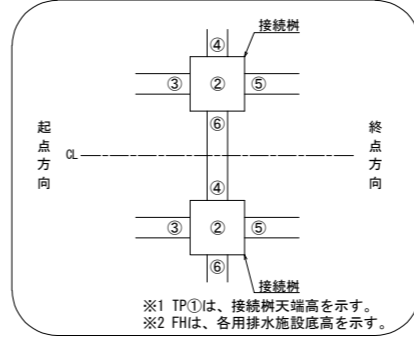 接続桝
④
③ ② ⑤
⑥
起点方向
CL
終点方向
④
③ ② ⑤
⑥
接続桝
※1 TP①は、接続桝天端高を示す。
※2 FHは、各用排水施設底高を示す。